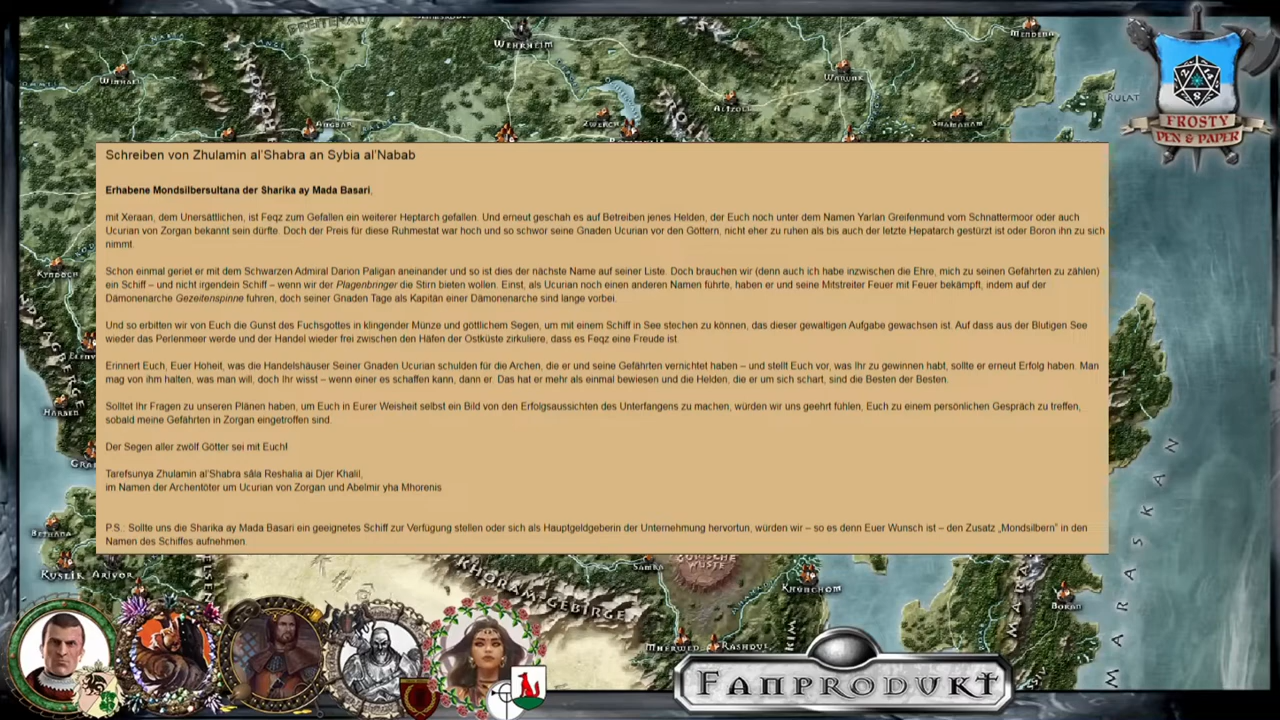 WEHRHEIM
MENDENA
WARUNK
RULAT
ALTZOLL
ZWERCH
ANGBAR
SHAMAHAM
FROSTY
PEN & PAPER
Schreiben von Zhulamin al'Shabra an Sybia al'Nabab
Erhabene Mondsilbersultana der Sharika ay Mada Basari,
mit Xeraan, dem Unersättlichen, ist Feqz zum Gefallen ein weiterer Heptarch gefallen. Und erneut geschah es auf Betreiben jenes Helden, der Euch noch unter dem Namen Yarlan Greifenmund vom Schnattermoor oder auch
Ucurian von Zorgan bekannt sein dürfte. Doch der Preis für diese Ruhmestat war hoch und so schwor seine Gnaden Ucurian vor den Göttern, nicht eher zu ruhen als bis auch der letzte Hepatarch gestürzt ist oder Boron ihn zu sich
nimmt.
Schon einmal geriet er mit dem Schwarzen Admiral Darion Paligan aneinander und so ist dies der nächste Name auf seiner Liste. Doch brauchen wir (denn auch ich habe inzwischen die Ehre, mich zu seinen Gefährten zu zählen)
ein Schiff – und nicht irgendein Schiff – wenn wir der Plagenbringer die Stirn bieten wollen. Einst, als Ucurian noch einen anderen Namen führte, haben er und seine Mitstreiter Feuer mit Feuer bekämpft, indem auf der
Dämonenarche Gezeitenspinne fuhren, doch seiner Gnaden Tage als Kapitän einer Dämonenarche sind lange vorbei.
Und so erbitten wir von Euch die Gunst des Fuchsgottes in klingender Münze und göttlichem Segen, um mit einem Schiff in See stechen zu können, das dieser gewaltigen Aufgabe gewachsen ist. Auf dass aus der Blutigen See
wieder das Perlenmeer werde und der Handel wieder frei zwischen den Häfen der Ostküste zirkuliere, dass es Feqz eine Freude ist.
Erinnert Euch, Euer Hoheit, was die Handelshäuser Seiner Gnaden Ucurian schulden für die Archen, die er und seine Gefährten vernichtet haben – und stellt Euch vor, was Ihr zu gewinnen habt, sollte er erneut Erfolg haben. Man
mag von ihm halten, was man will, doch Ihr wisst – wenn einer es schaffen kann, dann er. Das hat er mehr als einmal bewiesen und die Helden, die er um sich schart, sind die Besten der Besten.
Solltet Ihr Fragen zu unseren Plänen haben, um Euch in Eurer Weisheit selbst ein Bild von den Erfolgsaussichten des Unterfangens zu machen, würden wir uns geehrt fühlen, Euch zu einem persönlichen Gespräch zu treffen,
sobald meine Gefährten in Zorgan eingetroffen sind.
Der Segen aller zwölf Götter sei mit Euch!
Tarefsunya Zhulamin al'Shabra sâla Reshalia ai Djer Khalil,
im Namen der Archentöter um Ucurian von Zorgan und Abelmir yha Mhorenis
P.S.: Sollte uns die Sharika ay Mada Basari ein geeignetes Schiff zur Verfügung stellen oder sich als Hauptgeldgeberin der Unternehmung hervortun, würden wir – so es denn Euer Wunsch ist – den Zusatz „Mondsilbern" in den
Namen des Schiffes aufnehmen.
BETHANA
KUSLIK
ARIVOR
KHORAM-GEBIRGE
GORISCHE
WÜSTE
KHUNCHOM
BORAN
MHERWED
RASHDUL
MARASKAN
FANPRODUKT